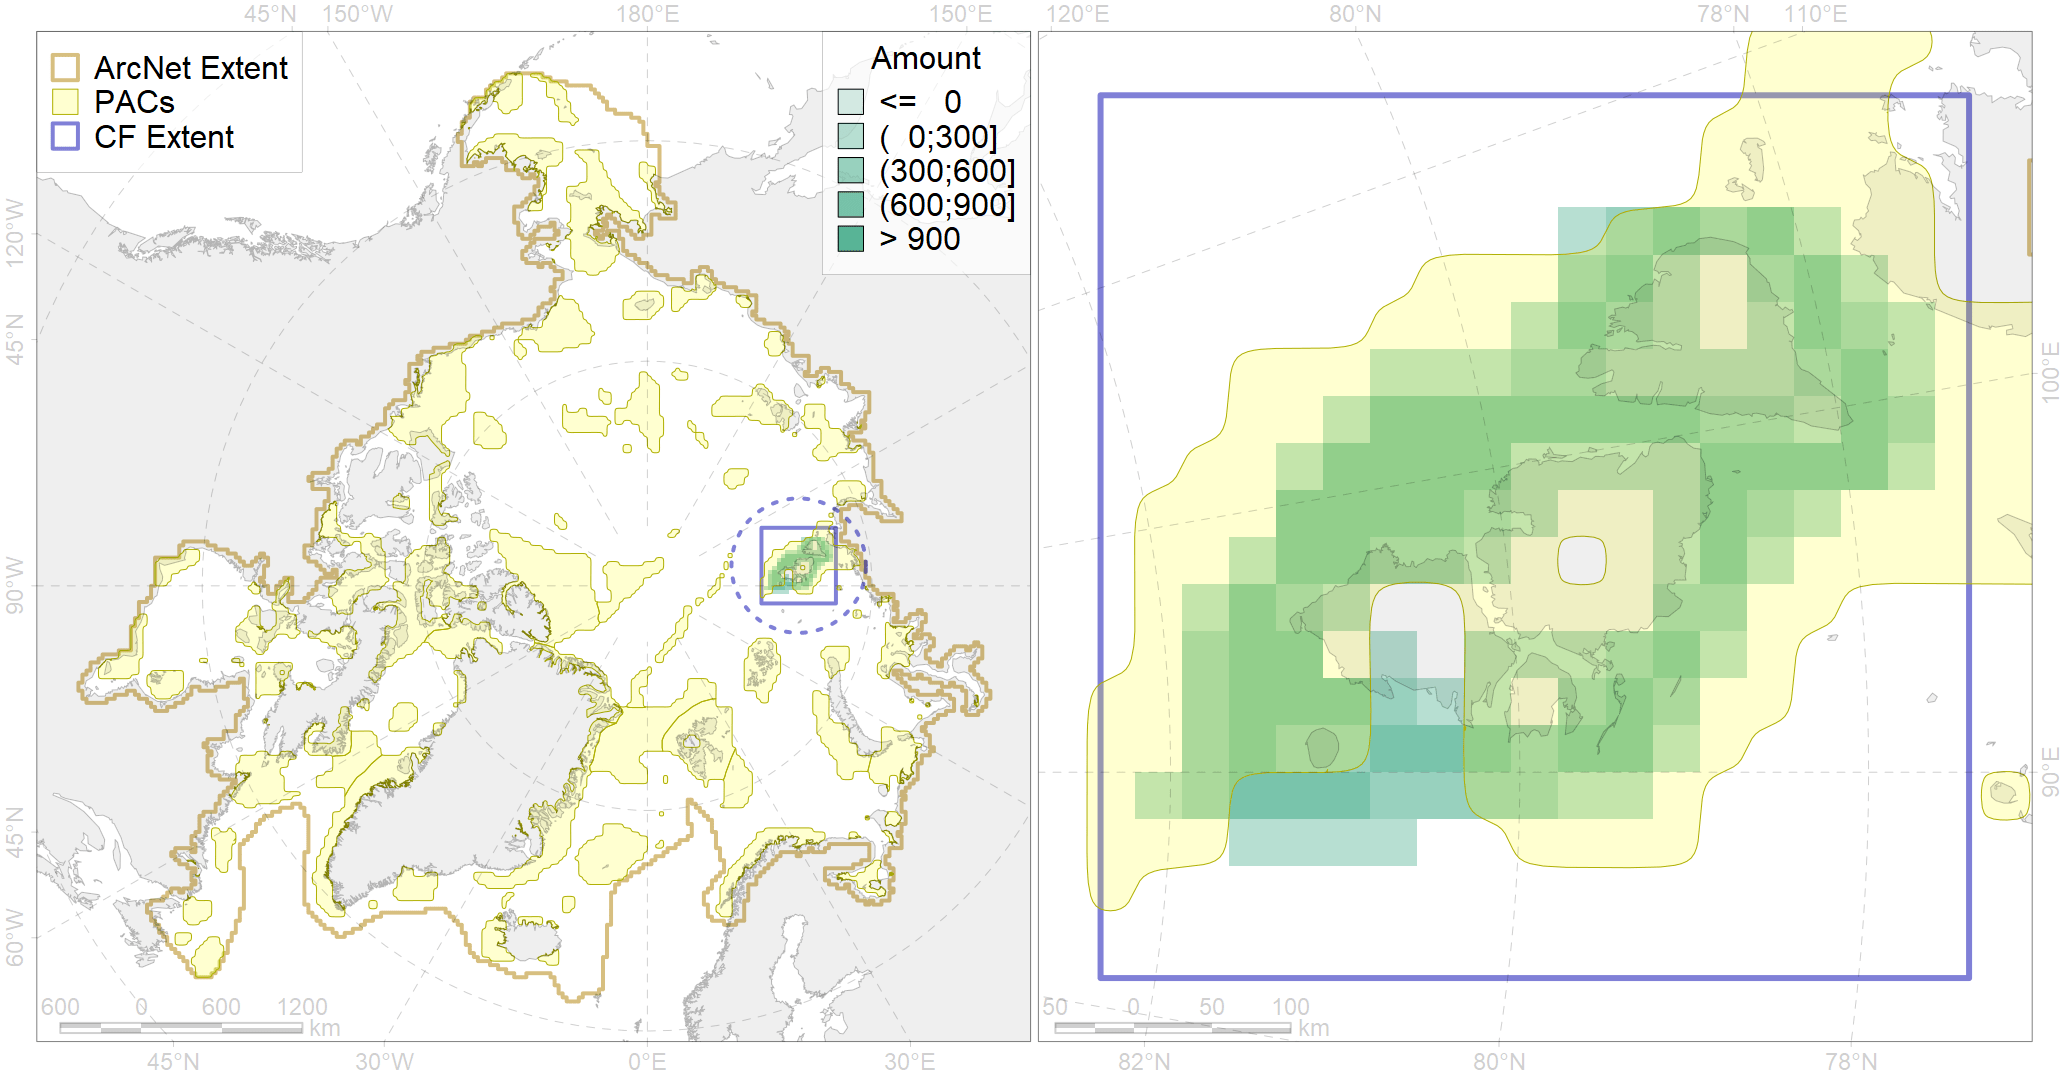 45°N 150°W 180°E 150°E 120°E 80°N 78°N 110°E
ArcNet Extent
PACs
CF Extent
Amount
<= 0
( 0;300]
(300;600]
(600;900]
> 900
120°W
45°N
90°W
45°N
60°W
100°E
90°E
600 0 600 1200
km
50 0 50 100
km
45°N 30°W 0°E 30°E 82°N 80°N 78°N